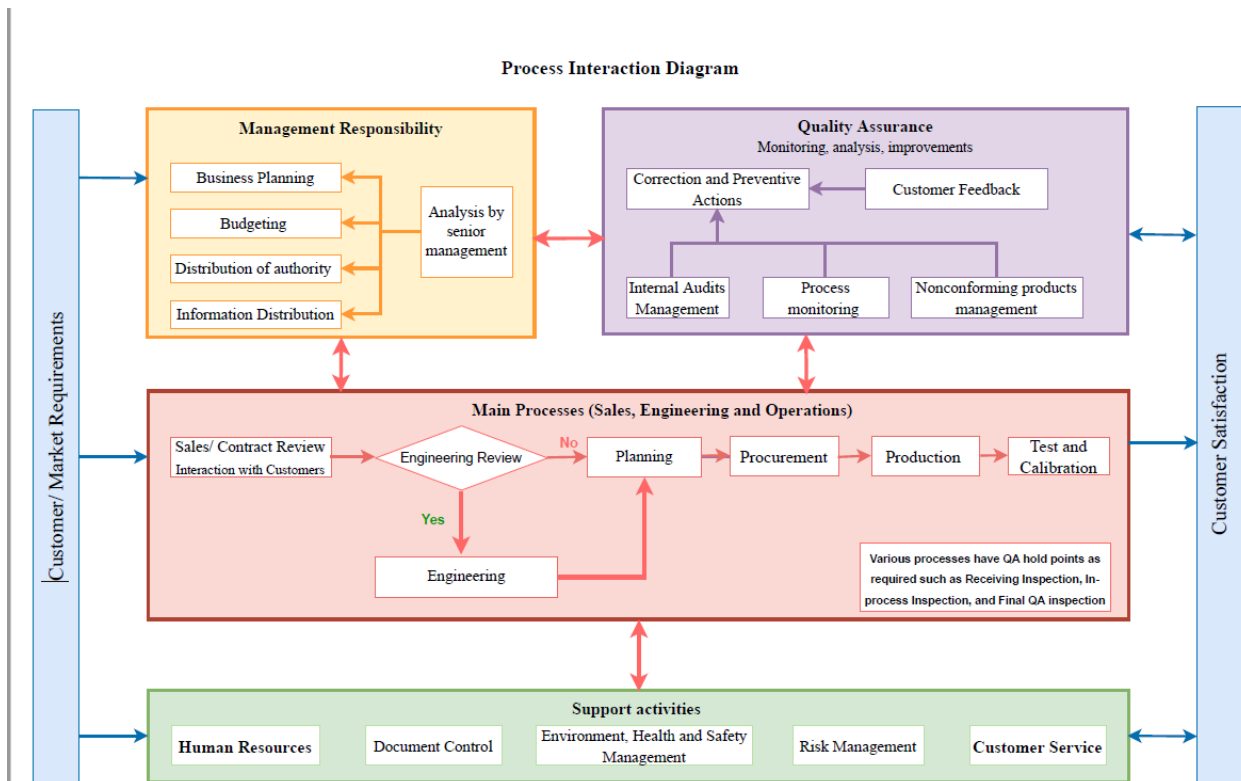 Process Interaction Diagram
Customer/ Market Requirements
Management Responsibility
Business Planning
Budgeting
Distribution of authority
Information Distribution
Analysis by
senior
management
Quality Assurance
Monitoring, analysis, improvements
Correction and Preventive
Actions
Customer Feedback
Internal Audits
Management
Process
monitoring
Nonconforming products
management
Main Processes (Sales, Engineering and Operations)
Sales/ Contract Review
Interaction with Customers
Engineering Review
No
Yes
Engineering
Planning
Procurement
Production
Test and
Calibration
Various processes have QA hold points as
required such as Receiving Inspection, In-
process Inspection, and Final QA inspection
Support activities
Human Resources
Document Control
Environment, Health and Safety
Management
Risk Management
Customer Service
Customer Satisfaction